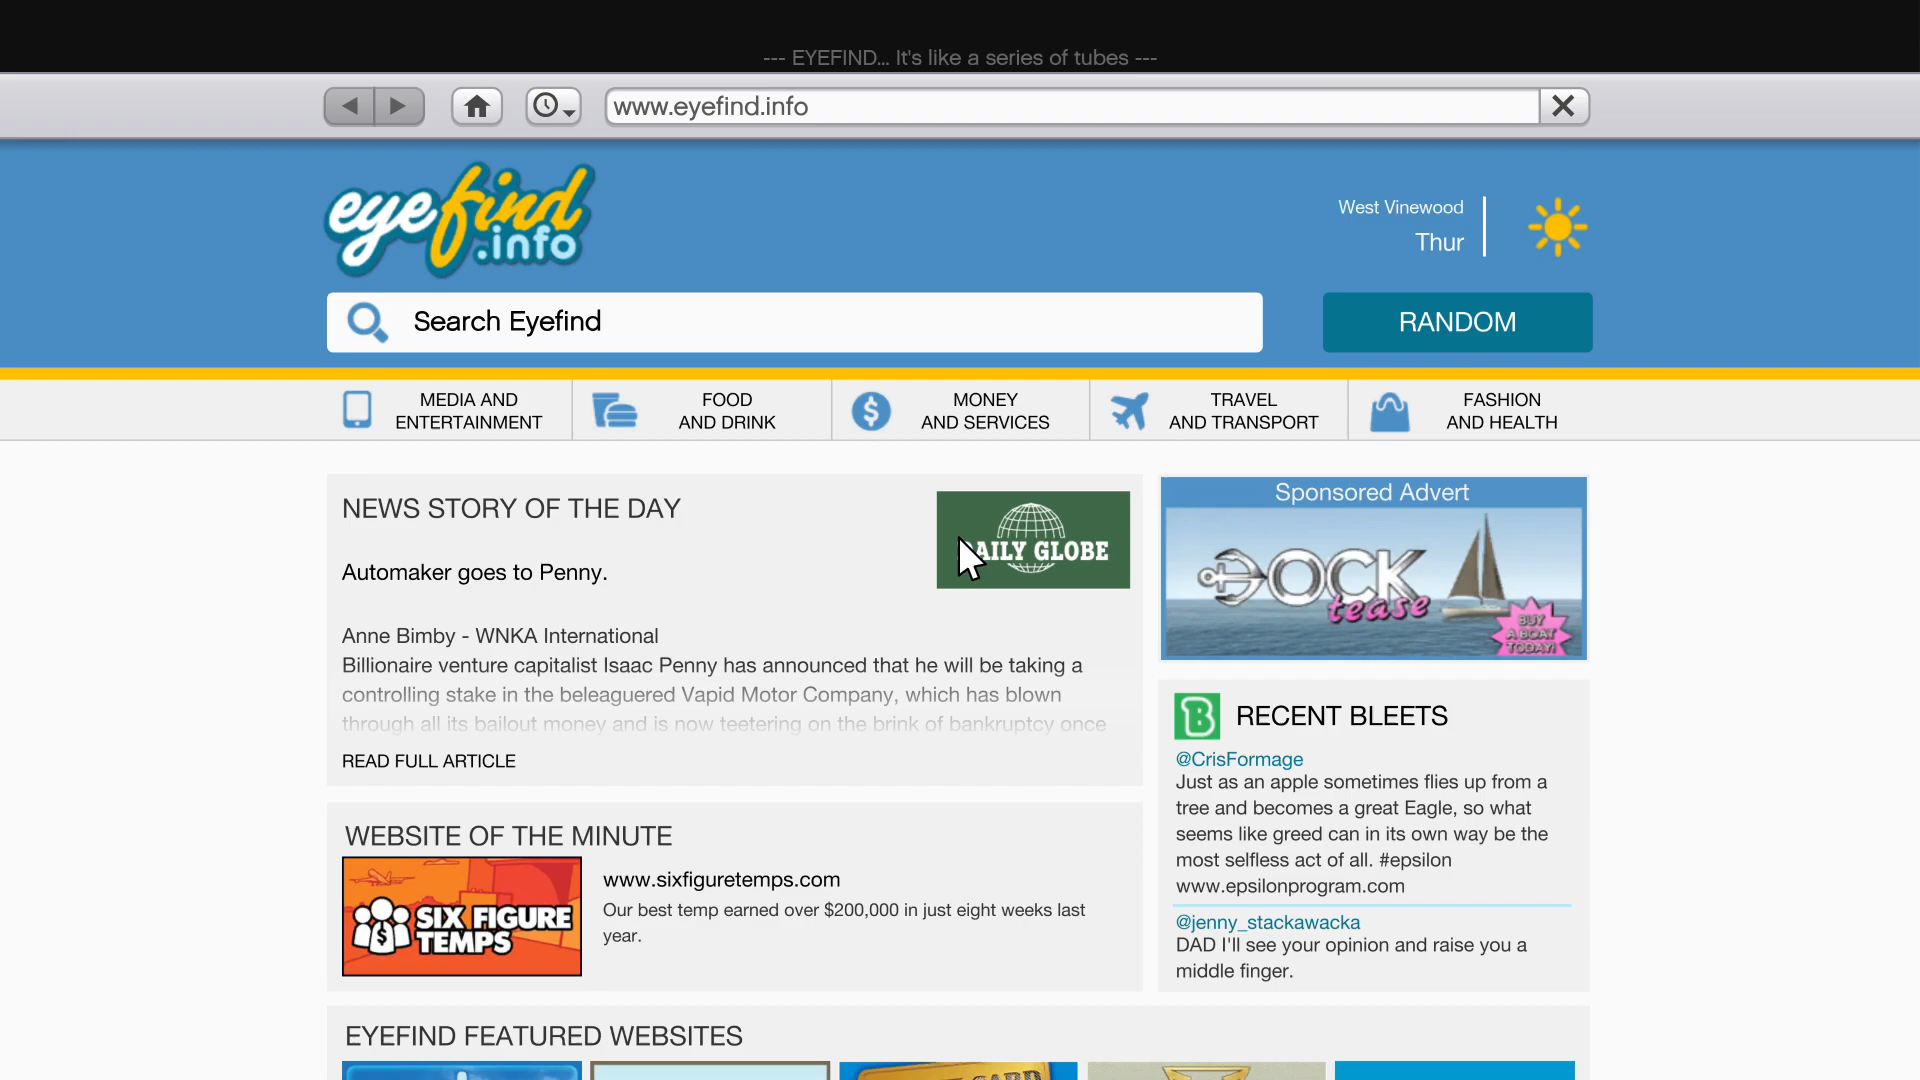 --- EYEFIND... It's like a series of tubes ---
www.eyefind.info
eyefind
.info
West Vinewood
Thur
Search Eyefind
RANDOM
MEDIA AND
ENTERTAINMENT
FOOD
AND DRINK
MONEY
AND SERVICES
TRAVEL
AND TRANSPORT
FASHION
AND HEALTH
NEWS STORY OF THE DAY
AILY GLOBE
Automaker goes to Penny.
Anne Bimby - WNKA International
Billionaire venture capitalist Isaac Penny has announced that he will be taking a
controlling stake in the beleaguered Vapid Motor Company, which has blown
through all its bailout money and is now teetering on the brink of bankruptcy once
READ FULL ARTICLE
Sponsored Advert
DOCK
tease
BUY
A BOAT
TODAY!
B RECENT BLEETS
@CrisFormage
Just as an apple sometimes flies up from a
tree and becomes a great Eagle, so what
seems like greed can in its own way be the
most selfless act of all. #epsilon
www.epsilonprogram.com
@jenny_stackawacka
DAD I'll see your opinion and raise you a
middle finger.
WEBSITE OF THE MINUTE
SIX FIGURE
TEMPS
www.sixfiguretemps.com
Our best temp earned over $200,000 in just eight weeks last
year.
EYEFIND FEATURED WEBSITES